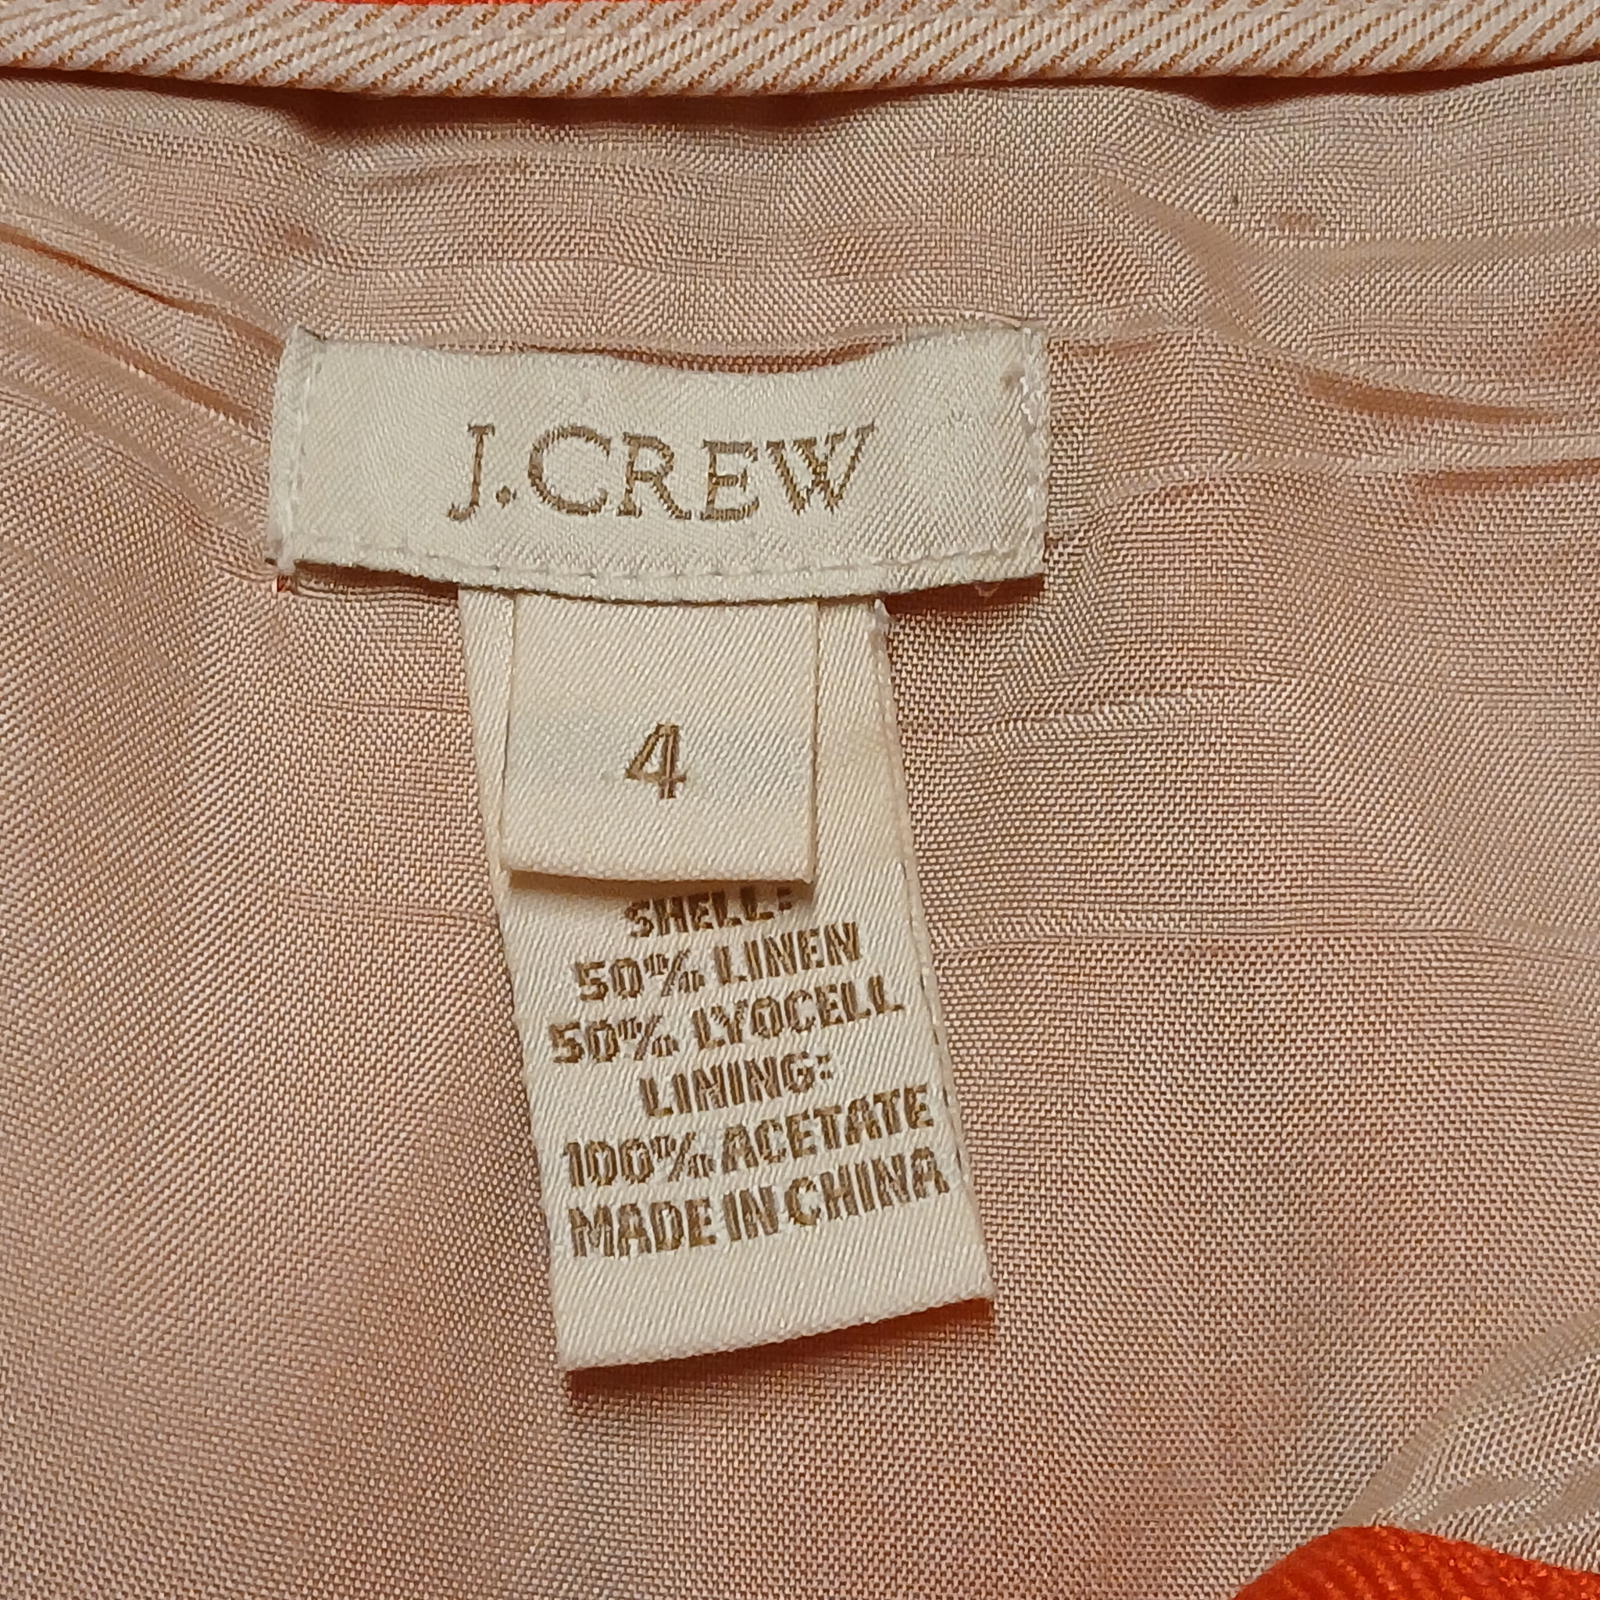 J.CREW
4
SHELL:
50% LINEN
50% LYOCELL
LINING:
100% ACETATE
MADE IN CHINA